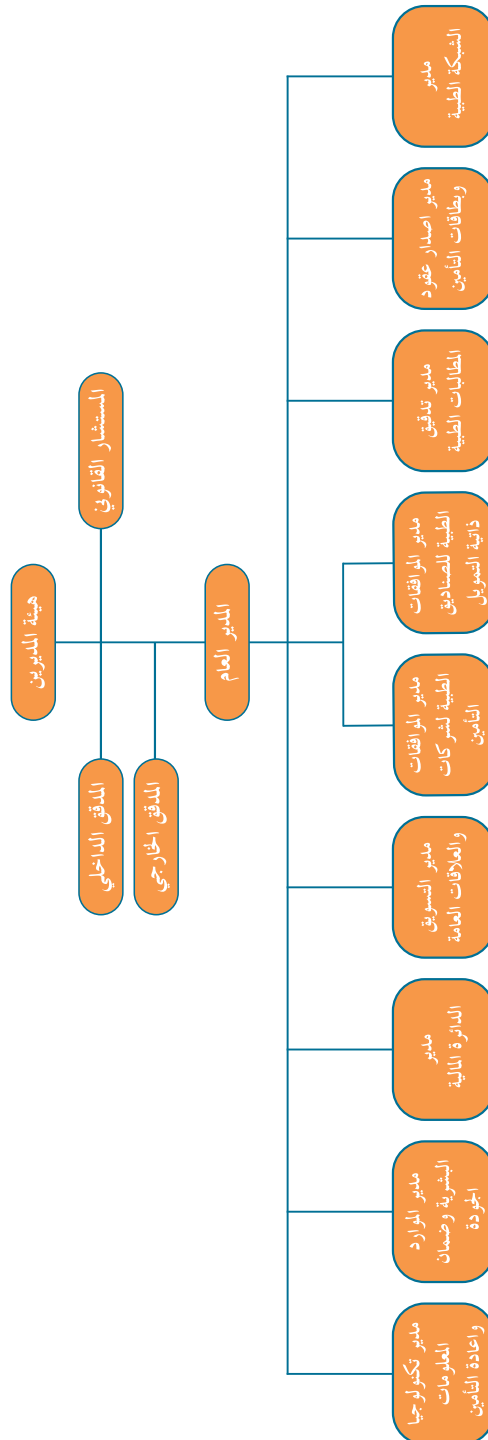 هيئة المديرين
المستشار القانوني
المدقق الداخلي
المدقق الخارجي
المدير العام
مدير
الشبكة الطبية
مدير اصدار عقود
وبطاقات التأمين
مدير تدقيق
المطالبات الطبية
مدير الموافقات
الطبية للصناديق
ذاتية التمويل
مدير الموافقات
الطبية لشركات
التأمين
مدير التسويق
والعلاقات العامة
مدير
الدائرة المالية
مدير الموارد
البشرية وضمان
الجودة
مدير تكنولوجيا
المعلومات
واعادة التأمين